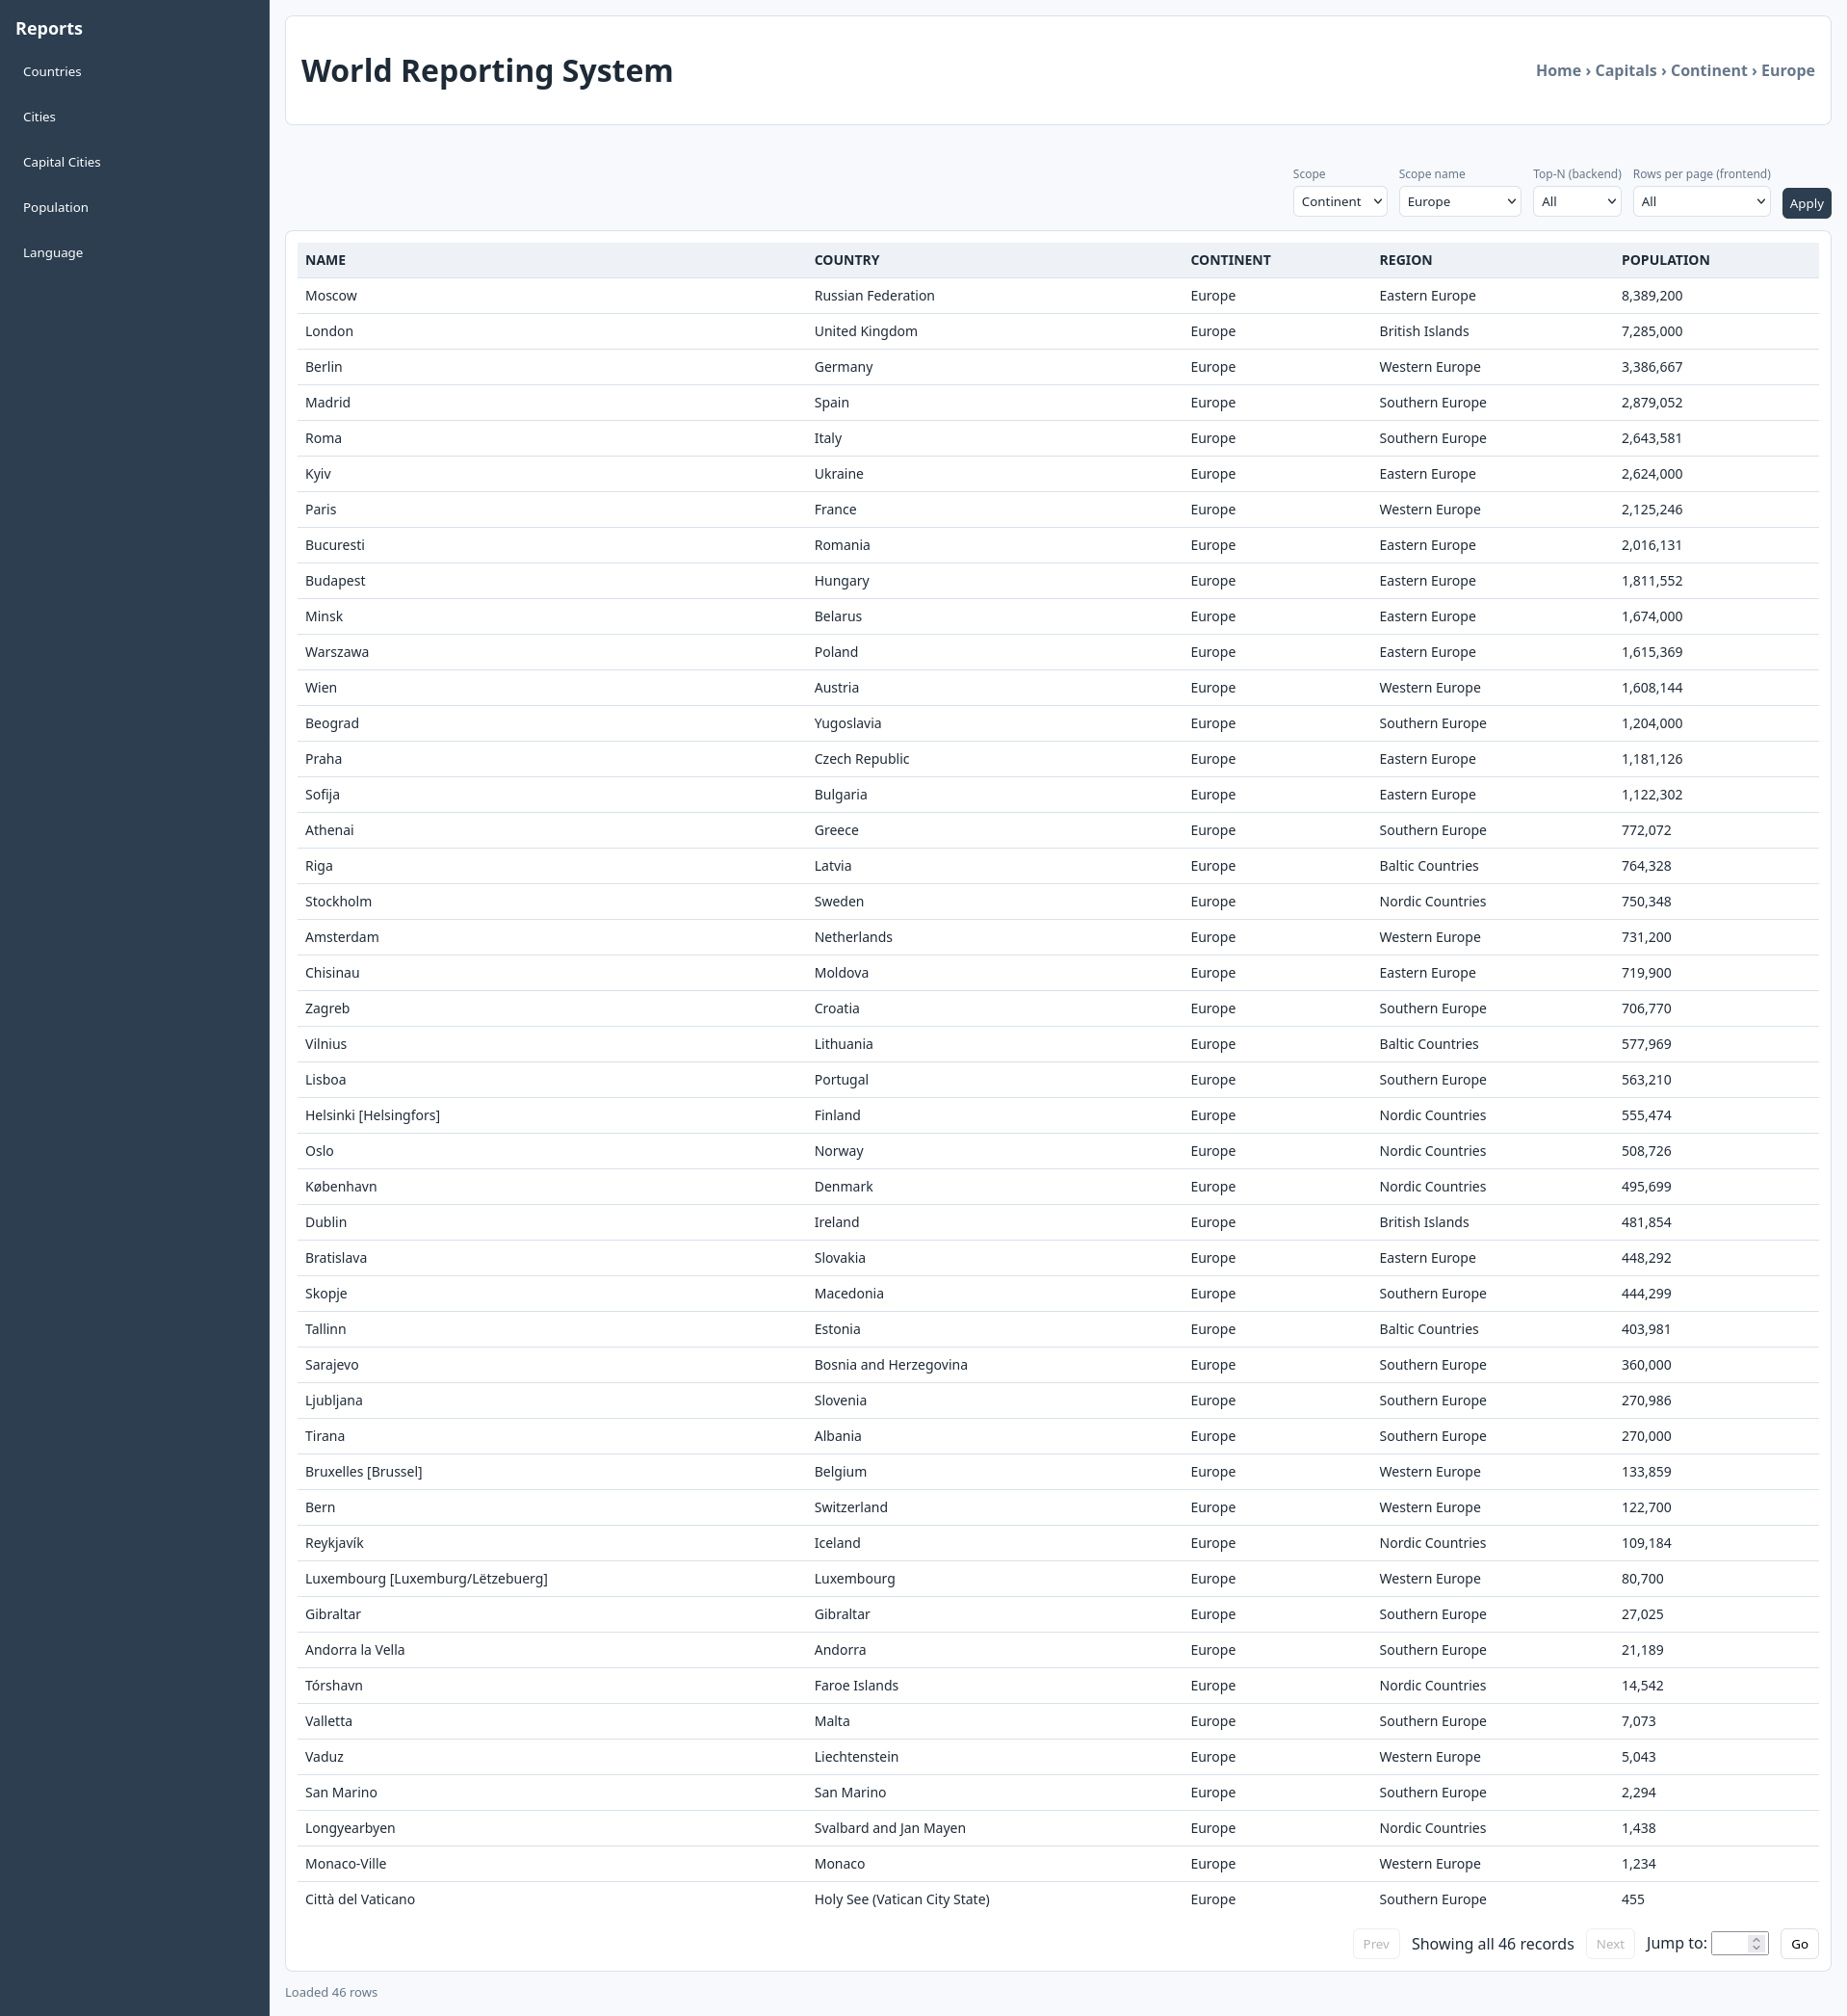 Reports
Countries
Cities
Capital Cities
Population
Language
World Reporting System
Home › Capitals › Continent › Europe
Scope Scope name Top-N (backend) Rows per page (frontend)
Continent Europe All All Apply
NAME COUNTRY CONTINENT REGION POPULATION
Moscow Russian Federation Europe Eastern Europe 8,389,200
London United Kingdom Europe British Islands 7,285,000
Berlin Germany Europe Western Europe 3,386,667
Madrid Spain Europe Southern Europe 2,879,052
Roma Italy Europe Southern Europe 2,643,581
Kyiv Ukraine Europe Eastern Europe 2,624,000
Paris France Europe Western Europe 2,125,246
Bucuresti Romania Europe Eastern Europe 2,016,131
Budapest Hungary Europe Eastern Europe 1,811,552
Minsk Belarus Europe Eastern Europe 1,674,000
Warszawa Poland Europe Eastern Europe 1,615,369
Wien Austria Europe Western Europe 1,608,144
Beograd Yugoslavia Europe Southern Europe 1,204,000
Praha Czech Republic Europe Eastern Europe 1,181,126
Sofija Bulgaria Europe Eastern Europe 1,122,302
Athenai Greece Europe Southern Europe 772,072
Riga Latvia Europe Baltic Countries 764,328
Stockholm Sweden Europe Nordic Countries 750,348
Amsterdam Netherlands Europe Western Europe 731,200
Chisinau Moldova Europe Eastern Europe 719,900
Zagreb Croatia Europe Southern Europe 706,770
Vilnius Lithuania Europe Baltic Countries 577,969
Lisboa Portugal Europe Southern Europe 563,210
Helsinki [Helsingfors] Finland Europe Nordic Countries 555,474
Oslo Norway Europe Nordic Countries 508,726
København Denmark Europe Nordic Countries 495,699
Dublin Ireland Europe British Islands 481,854
Bratislava Slovakia Europe Eastern Europe 448,292
Skopje Macedonia Europe Southern Europe 444,299
Tallinn Estonia Europe Baltic Countries 403,981
Sarajevo Bosnia and Herzegovina Europe Southern Europe 360,000
Ljubljana Slovenia Europe Southern Europe 270,986
Tirana Albania Europe Southern Europe 270,000
Bruxelles [Brussel] Belgium Europe Western Europe 133,859
Bern Switzerland Europe Western Europe 122,700
Reykjavík Iceland Europe Nordic Countries 109,184
Luxembourg [Luxemburg/Lëtzebuerg] Luxembourg Europe Western Europe 80,700
Gibraltar Gibraltar Europe Southern Europe 27,025
Andorra la Vella Andorra Europe Southern Europe 21,189
Tórshavn Faroe Islands Europe Nordic Countries 14,542
Valletta Malta Europe Southern Europe 7,073
Vaduz Liechtenstein Europe Western Europe 5,043
San Marino San Marino Europe Southern Europe 2,294
Longyearbyen Svalbard and Jan Mayen Europe Nordic Countries 1,438
Monaco-Ville Monaco Europe Western Europe 1,234
Città del Vaticano Holy See (Vatican City State) Europe Southern Europe 455
Prev Showing all 46 records Next Jump to: Go
Loaded 46 rows